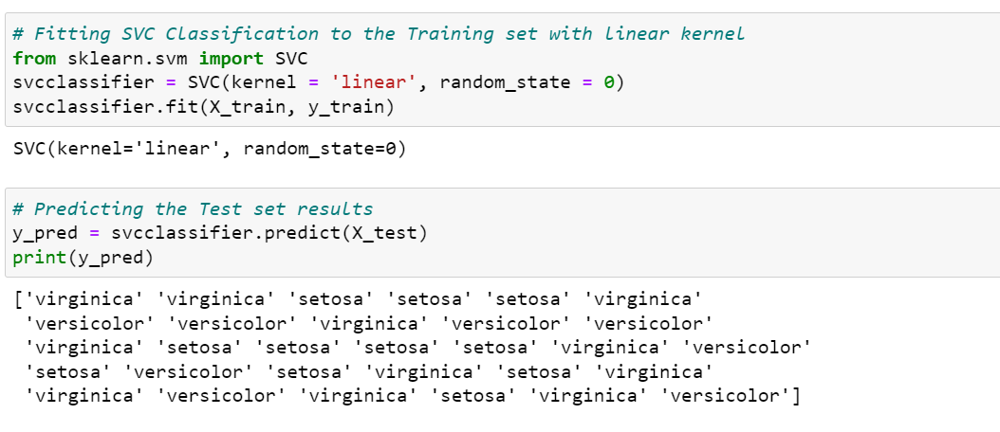 # Fitting SVC Classification to the Training set with linear kernel
from sklearn.svm import SVC
svcclassifier = SVC(kernel = 'linear', random_state = 0)
svcclassifier.fit(X_train, y_train)
SVC(kernel='linear', random_state=0)
# Predicting the Test set results
y_pred = svcclassifier.predict(X_test)
print(y_pred)
['virginica' 'virginica' 'setosa' 'setosa' 'setosa' 'virginica'
'versicolor' 'versicolor' 'virginica' 'versicolor' 'versicolor'
'virginica' 'setosa' 'setosa' 'setosa' 'setosa' 'virginica' 'versicolor'
'setosa' 'versicolor' 'setosa' 'virginica' 'setosa' 'virginica'
'virginica' 'versicolor' 'virginica' 'setosa' 'virginica' 'versicolor']